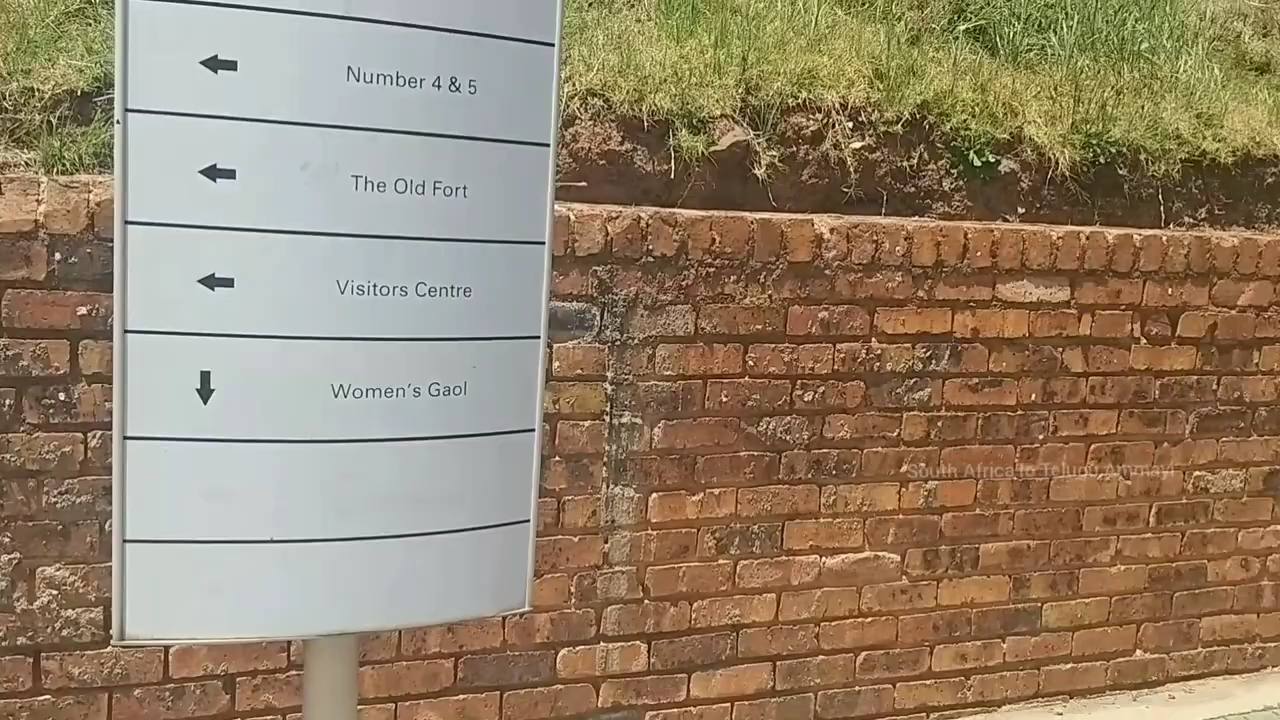 Number 4 & 5
The Old Fort
Visitors Centre
Women's Gaol
South Africa lo Telugu Ammayi